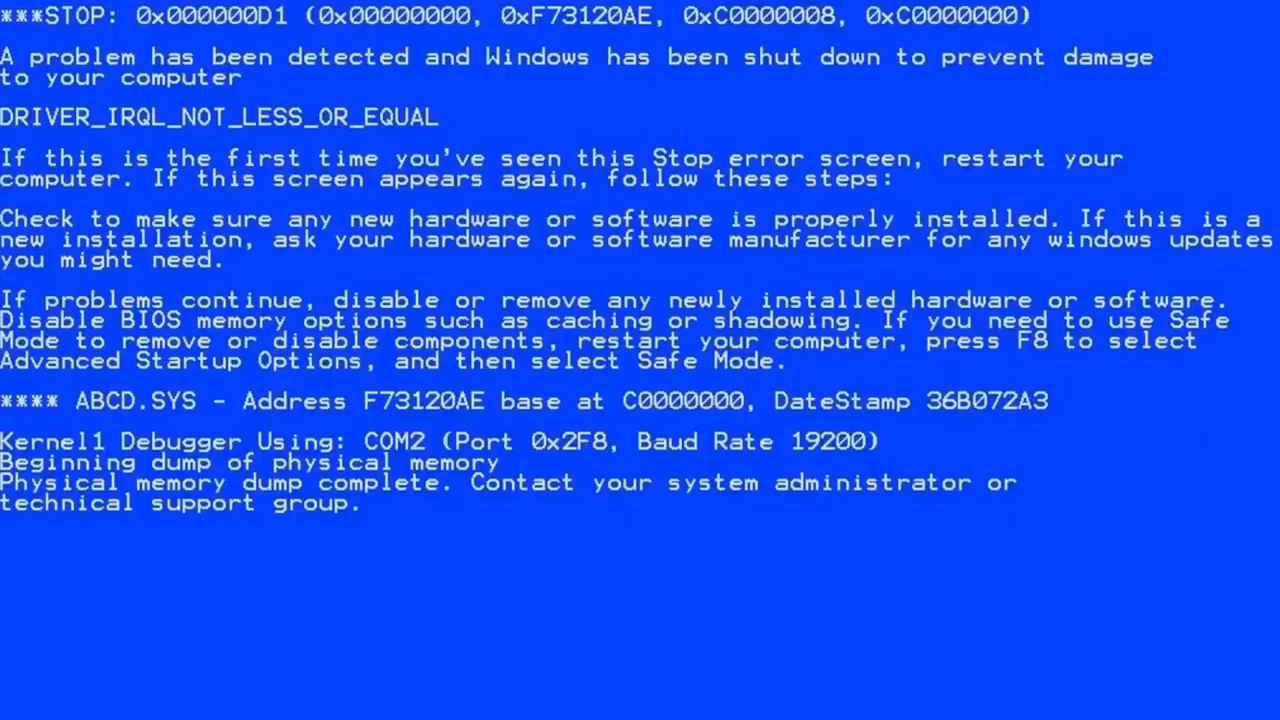 ***STOP: 0x000000D1 (0x00000000, 0xF73120AE, 0xC0000008, 0xC0000000)
A problem has been detected and Windows has been shut down to prevent damage
to your computer
DRIVER_IRQL_NOT_LESS_OR_EQUAL
If this is the first time you've seen this Stop error screen, restart your
computer. If this screen appears again, follow these steps:
Check to make sure any new hardware or software is properly installed. If this is a
new installation, ask your hardware or software manufacturer for any windows updates
you might need.
If problems continue, disable or remove any newly installed hardware or software.
Disable BIOS memory options such as caching or shadowing. If you need to use Safe
Mode to remove or disable components, restart your computer, press F8 to select
Advanced Startup Options, and then select Safe Mode.
**** ABCD.SYS - Address F73120AE base at C0000000, DateStamp 36B072A3
Kernel1 Debugger Using: COM2 (Port 0x2F8, Baud Rate 19200)
Beginning dump of physical memory
Physical memory dump complete. Contact your system administrator or
technical support group.